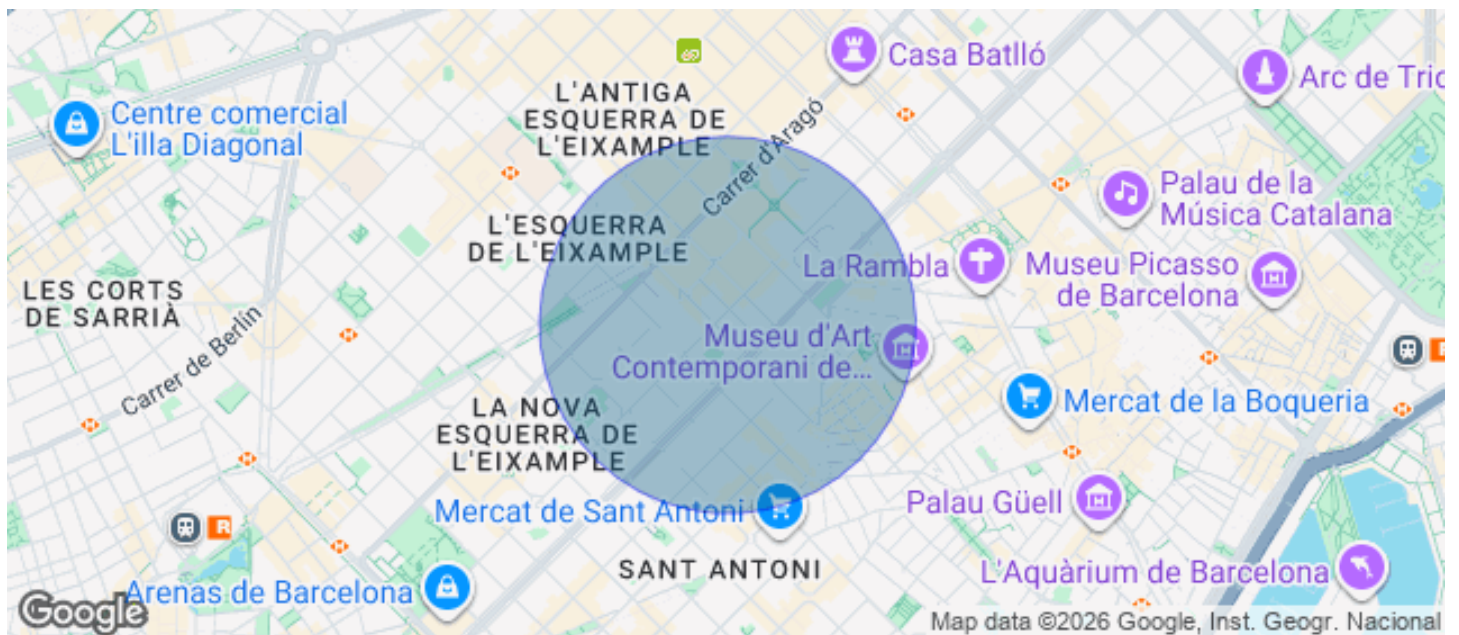 Casa Batlló
Arc de Trio
L'ANTIGA
ESQUERRA DE
L'EIXAMPLE
Centre comercial
L'illa Diagonal
Carrer d'Aragó
Palau de la
Música Catalana
L'ESQUERRA
DE L'EIXAMPLE
La Rambla
Museu Picasso
de Barcelona
LES CORTS
DE SARRIÀ
Carrer de Berlín
Museu d'Art
Contemporani de...
R
Mercat de la Boqueria
LA NOVA
ESQUERRA DE
L'EIXAMPLE
Mercat de Sant Antoni
Palau Güell
R
SANT ANTONI
L'Aquàrium de Barcelona
Arenas de Barcelona
Google
Map data ©2026 Google, Inst. Geogr. Nacional